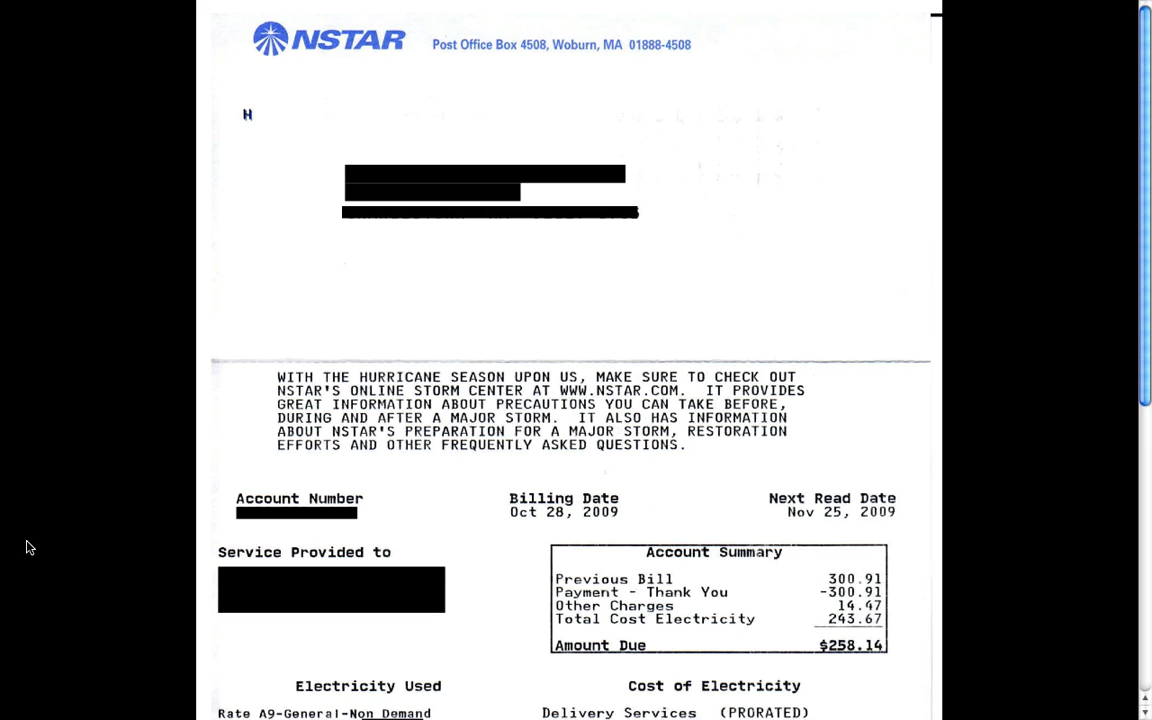 NSTAR Post Office Box 4508, Woburn, MA 01888-4508
H
WITH THE HURRICANE SEASON UPON US, MAKE SURE TO CHECK OUT
NSTAR'S ONLINE STORM CENTER AT WWW.NSTAR.COM. IT PROVIDES
GREAT INFORMATION ABOUT PRECAUTIONS YOU CAN TAKE BEFORE,
DURING AND AFTER A MAJOR STORM. IT ALSO HAS INFORMATION
ABOUT NSTAR'S PREPARATION FOR A MAJOR STORM, RESTORATION
EFFORTS AND OTHER FREQUENTLY ASKED QUESTIONS.
Account Number Billing Date Next Read Date
Oct 28, 2009 Nov 25, 2009
Service Provided to
Account Summary
Previous Bill 300.91
Payment - Thank You -300.91
Other Charges 14.47
Total Cost Electricity 243.67
Amount Due $258.14
Electricity Used Cost of Electricity
Rate A9-General-Non Demand Delivery Services (PRORATED)